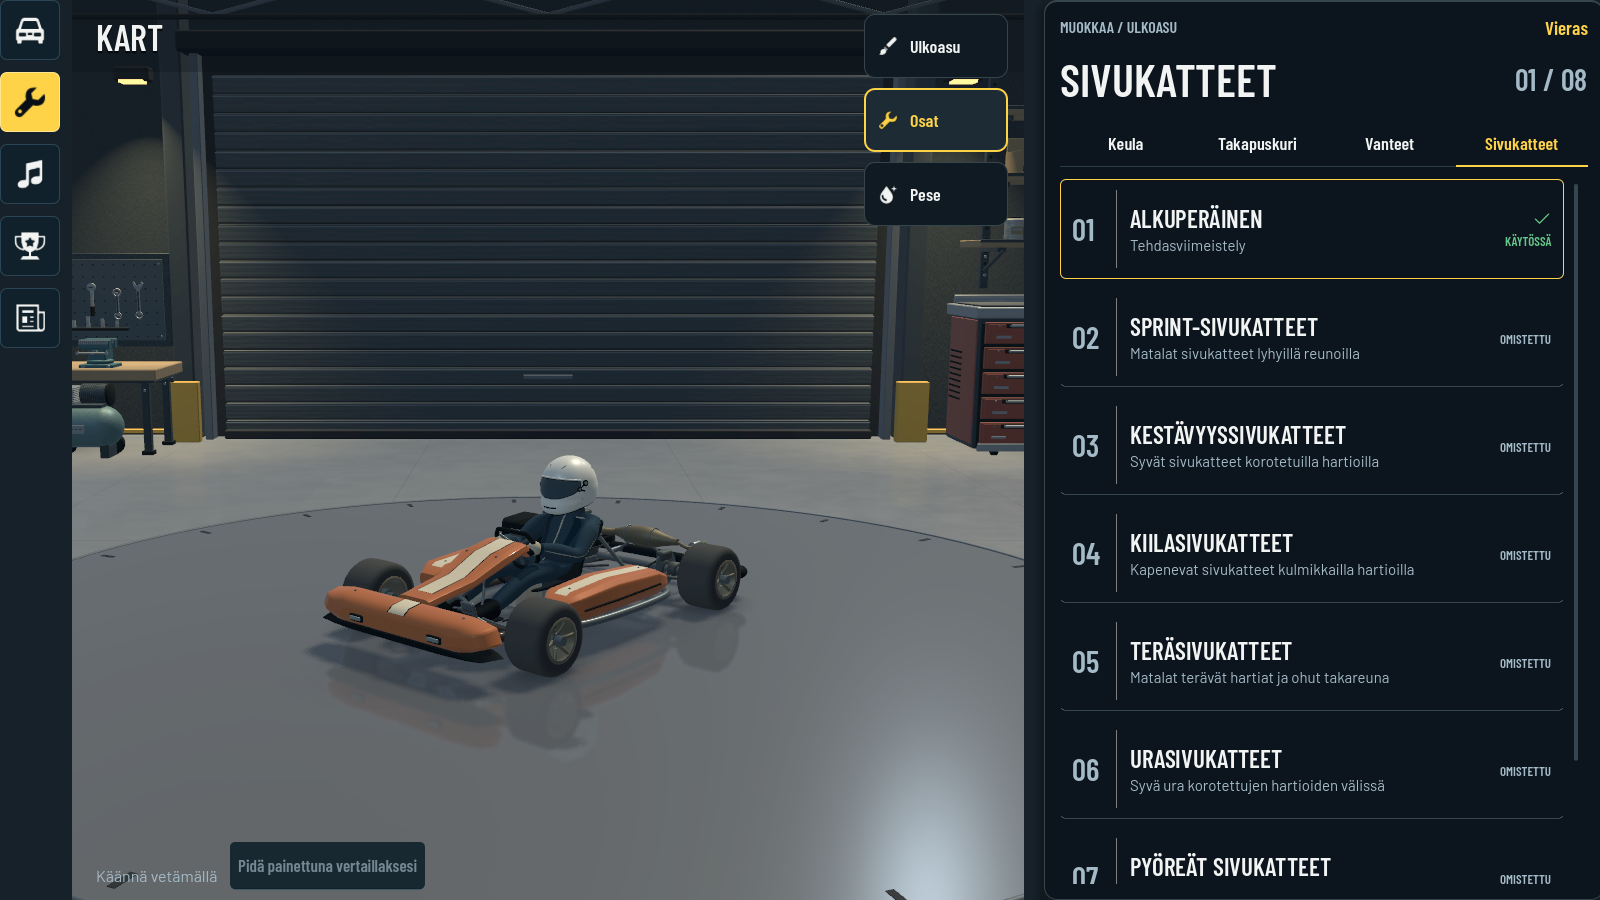 KART
Ulkoasu
Osat
Pese
Käännä vetämällä
Pidä painettuna vertaillaksesi
MUOKKAA / ULKOASU
Vieras
SIVUKATTEET
01 / 08
Keula
Takapuskuri
Vanteet
Sivukatteet
01
ALKUPERÄINEN
Tehdasviimeistely
KÄYTÖSSÄ
02
SPRINT-SIVUKATTEET
Matalat sivukatteet lyhyillä reunoilla
OMISTETTU
03
KESTÄVYYSSIVUKATTEET
Syvät sivukatteet korotetuilla hartioilla
OMISTETTU
04
KIILASIVUKATTEET
Kapenevat sivukatteet kulmikkailla hartioilla
OMISTETTU
05
TERÄSIVUKATTEET
Matalat terävät hartiat ja ohut takareuna
OMISTETTU
06
URASIVUKATTEET
Syvä ura korotettujen hartioiden välissä
OMISTETTU
07
PYÖREÄT SIVUKATTEET
OMISTETTU